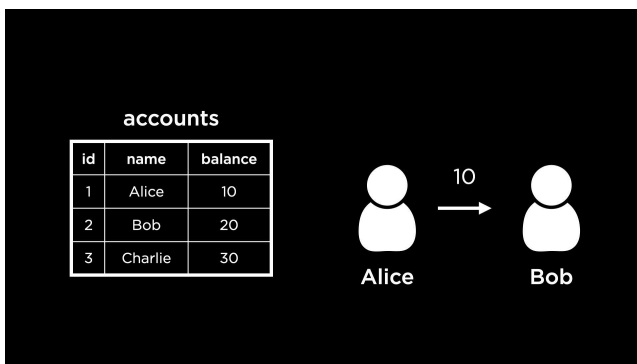 accounts
id name balance
1 Alice 10
2 Bob 20
3 Charlie 30
10
Alice Bob